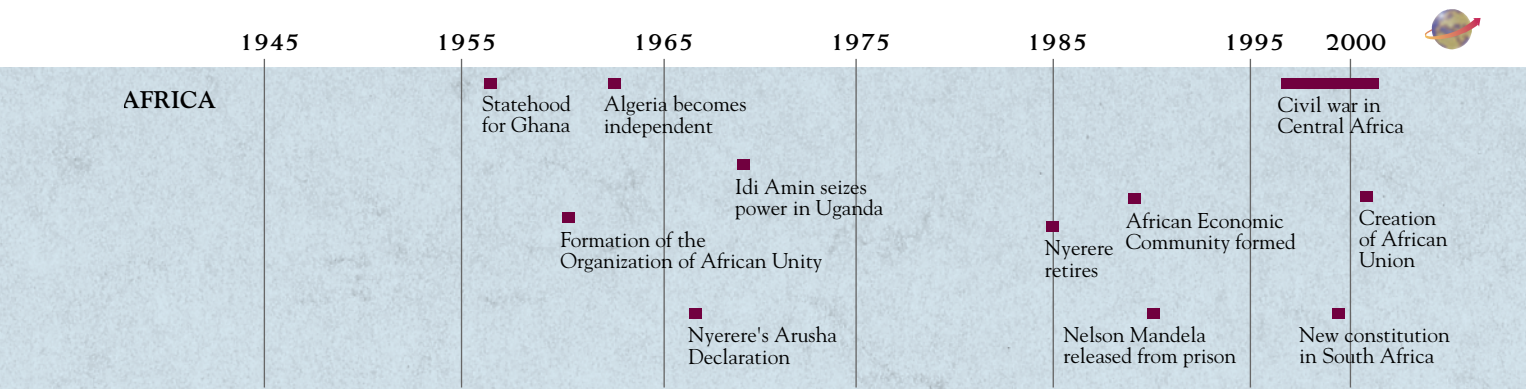 1945 1955 1965 1975 1985 1995 2000
AFRICA
Statehood
for Ghana
Algeria becomes
independent
Civil war in
Central Africa
Idi Amin seizes
power in Uganda
Formation of the
Organization of African Unity
Nyerere
retires
African Economic
Community formed
Creation
of African
Union
Nyerere's Arusha
Declaration
Nelson Mandela
released from prison
New constitution
in South Africa